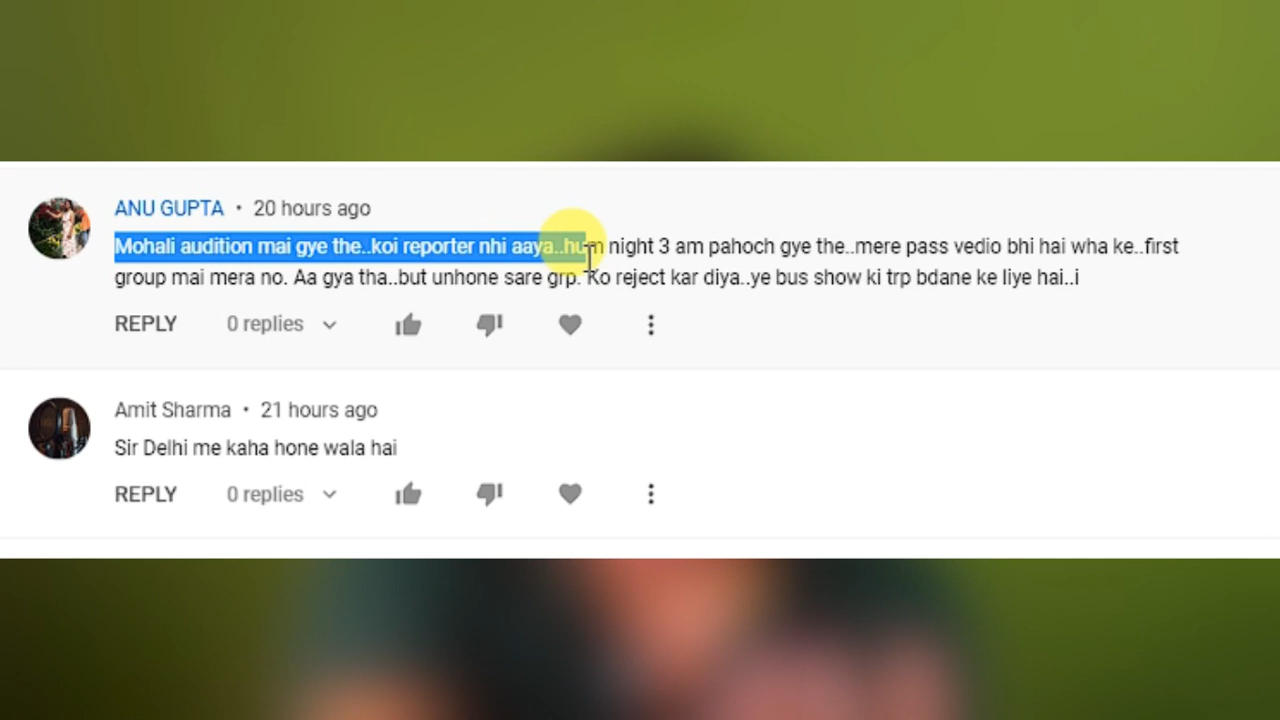 ANU GUPTA • 20 hours ago
Mohali audition mai gye the..koi reporter nhi aaya..hum night 3 am pahoch gye the..mere pass vedio bhi hai wha ke..first
group mai mera no. Aa gya tha..but unhone sare grp. Ko reject kar diya..ye bus show ki trp bdane ke liye hai..i
REPLY 0 replies
Amit Sharma • 21 hours ago
Sir Delhi me kaha hone wala hai
REPLY 0 replies